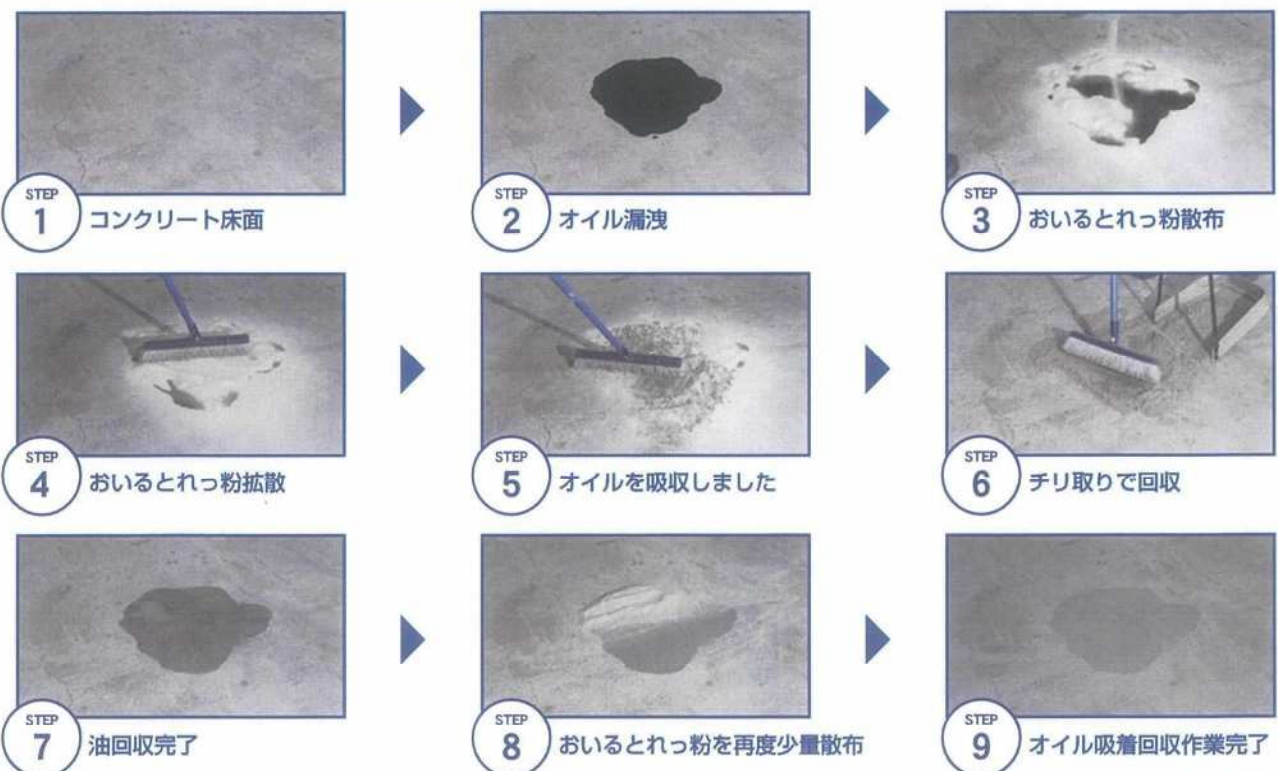 STEP
1
コンクリート床面
STEP
2
オイル漏洩
STEP
3
おいるとれっ粉散布
STEP
4
おいるとれっ粉拡散
STEP
5
オイルを吸収しました
STEP
6
チリ取りで回収
STEP
7
油回収完了
STEP
8
おいるとれっ粉を再度少量散布
STEP
9
オイル吸着回収作業完了